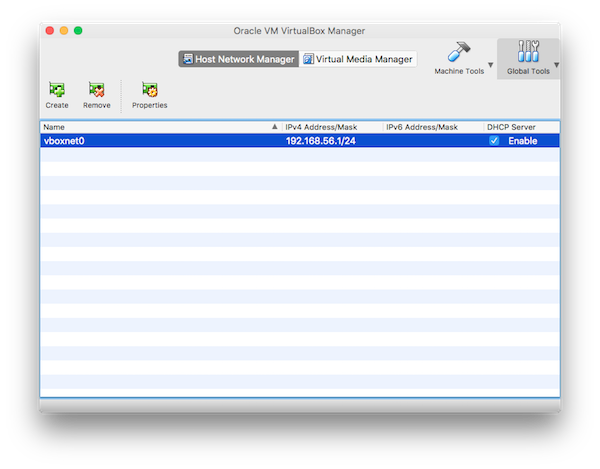 Oracle VM VirtualBox Manager
Host Network Manager Virtual Media Manager
Machine Tools Global Tools
Create Remove Properties
Name IPv4 Address/Mask IPv6 Address/Mask DHCP Server
vboxnet0 192.168.56.1/24 Enable